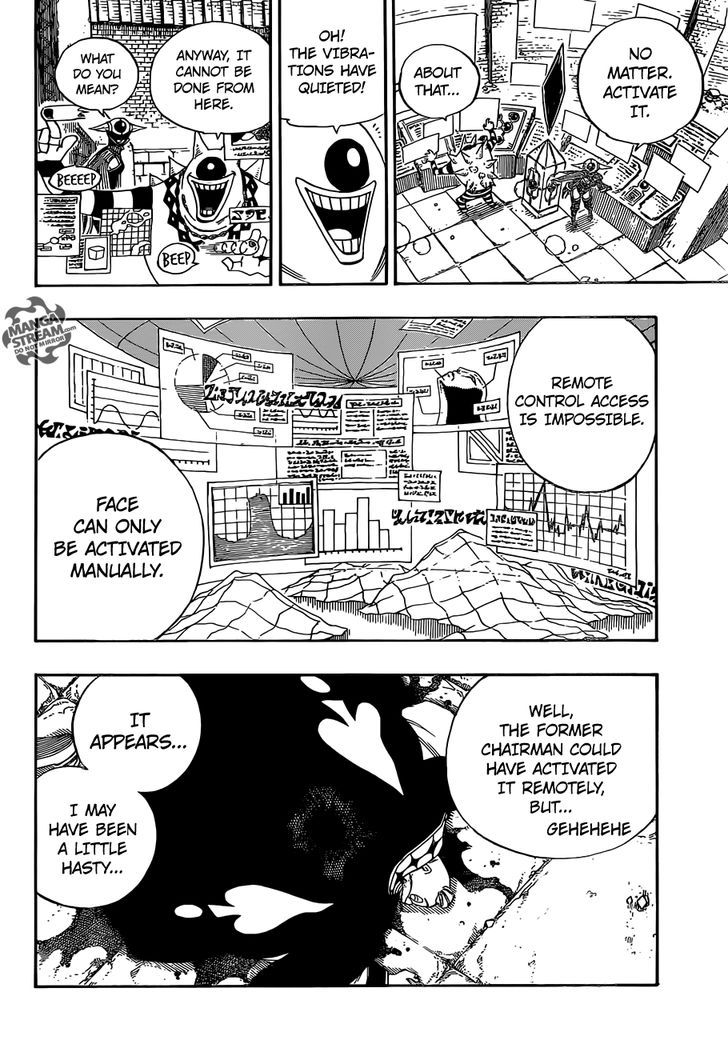 NO
MATTER.
ACTIVATE
IT.
ABOUT
THAT...
OH!
THE VIBRA-
TIONS HAVE
QUIETED!
ANYWAY, IT
CANNOT BE
DONE FROM
HERE.
WHAT
DO YOU
MEAN?
BEEEEP
BEEP
MANGA
STREAM.com
DO NOT MIRROR
REMOTE
CONTROL ACCESS
IS IMPOSSIBLE.
FACE
CAN ONLY
BE ACTIVATED
MANUALLY.
WELL,
THE FORMER
CHAIRMAN COULD
HAVE ACTIVATED
IT REMOTELY,
BUT...
GEHEHEHE
IT
APPEARS...
I MAY
HAVE BEEN
A LITTLE
HASTY...